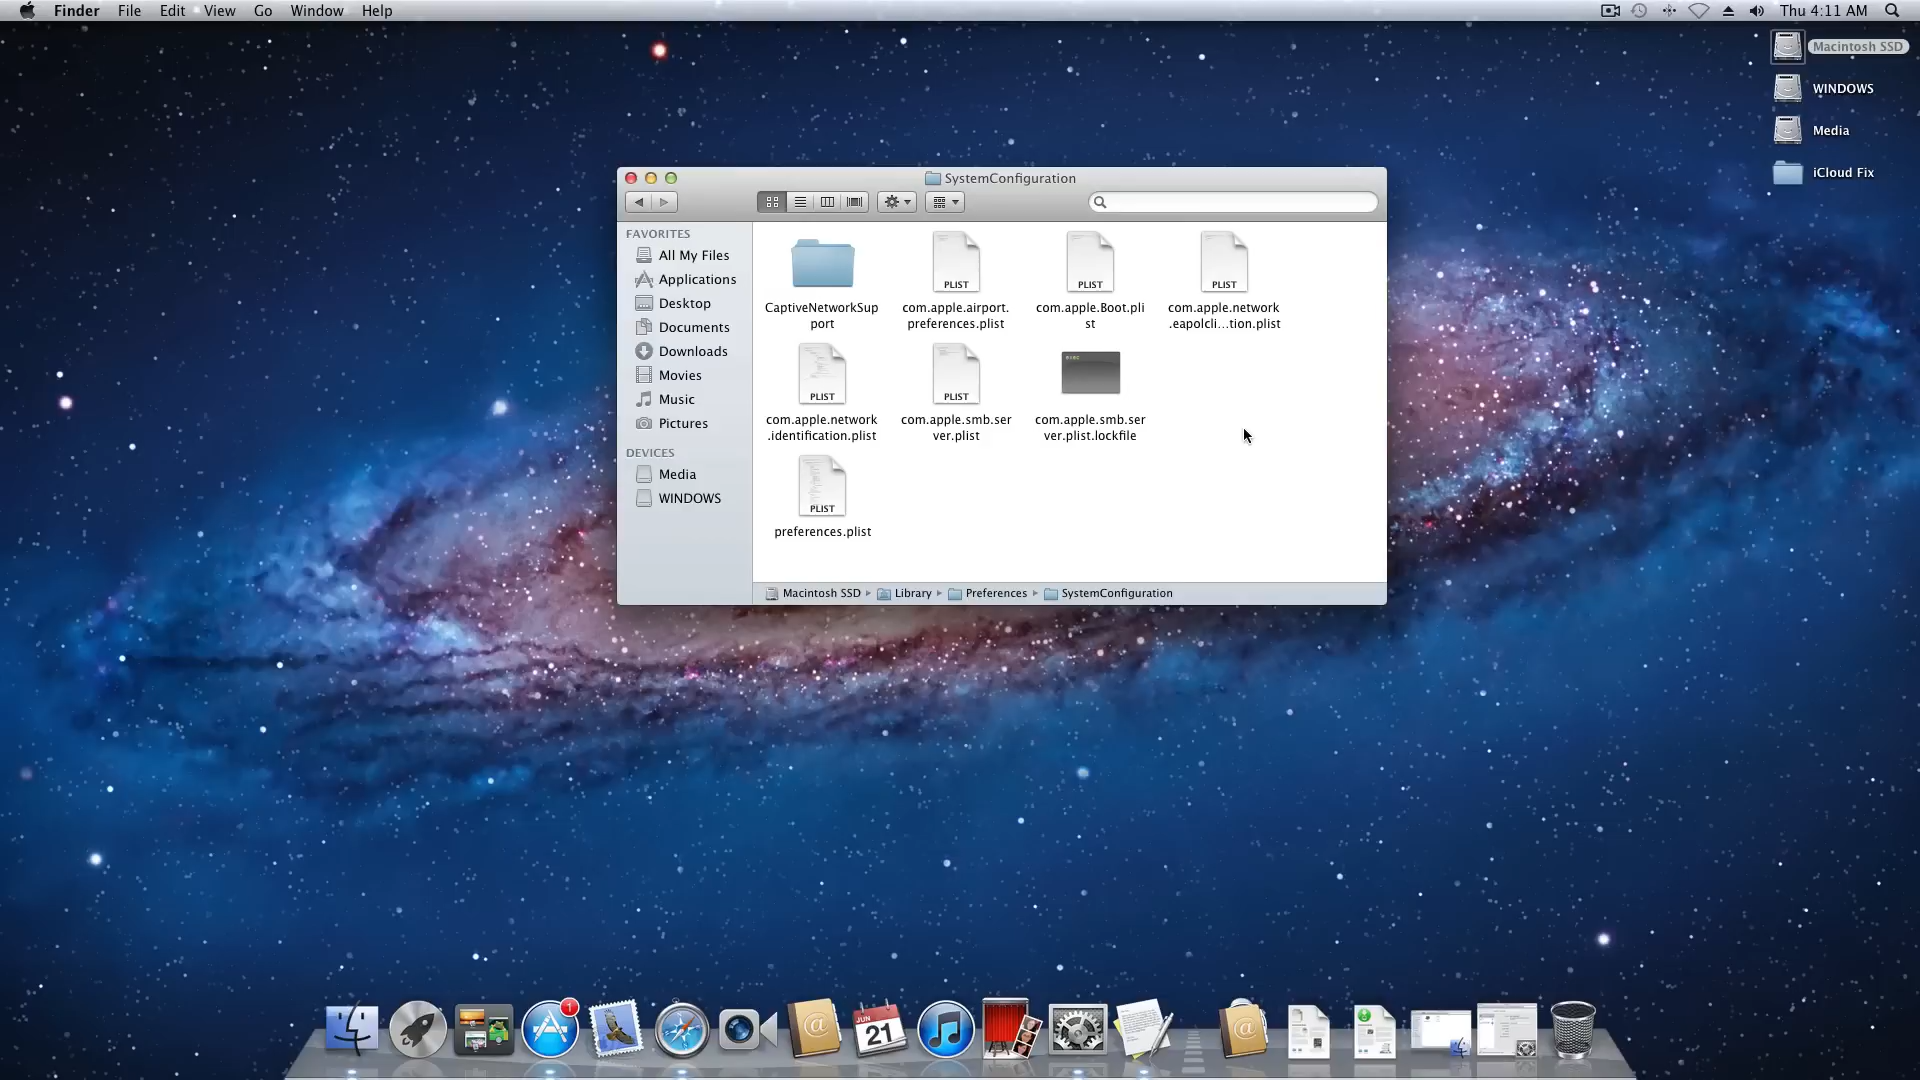 Finder File Edit View Go Window Help
Thu 4:11 AM
Macintosh SSD
WINDOWS
Media
iCloud Fix
SystemConfiguration
FAVORITES
All My Files
Applications
Desktop
Documents
Downloads
Movies
Music
Pictures
DEVICES
Media
WINDOWS
PLIST PLIST PLIST
CaptiveNetworkSup
port
com.apple.airport.
preferences.plist
com.apple.Boot.pli
st
com.apple.network
.eapolcli...tion.plist
PLIST PLIST
com.apple.network
.identification.plist
com.apple.smb.ser
ver.plist
com.apple.smb.ser
ver.plist.lockfile
PLIST
preferences.plist
Macintosh SSD Library Preferences SystemConfiguration
1
JUN
21